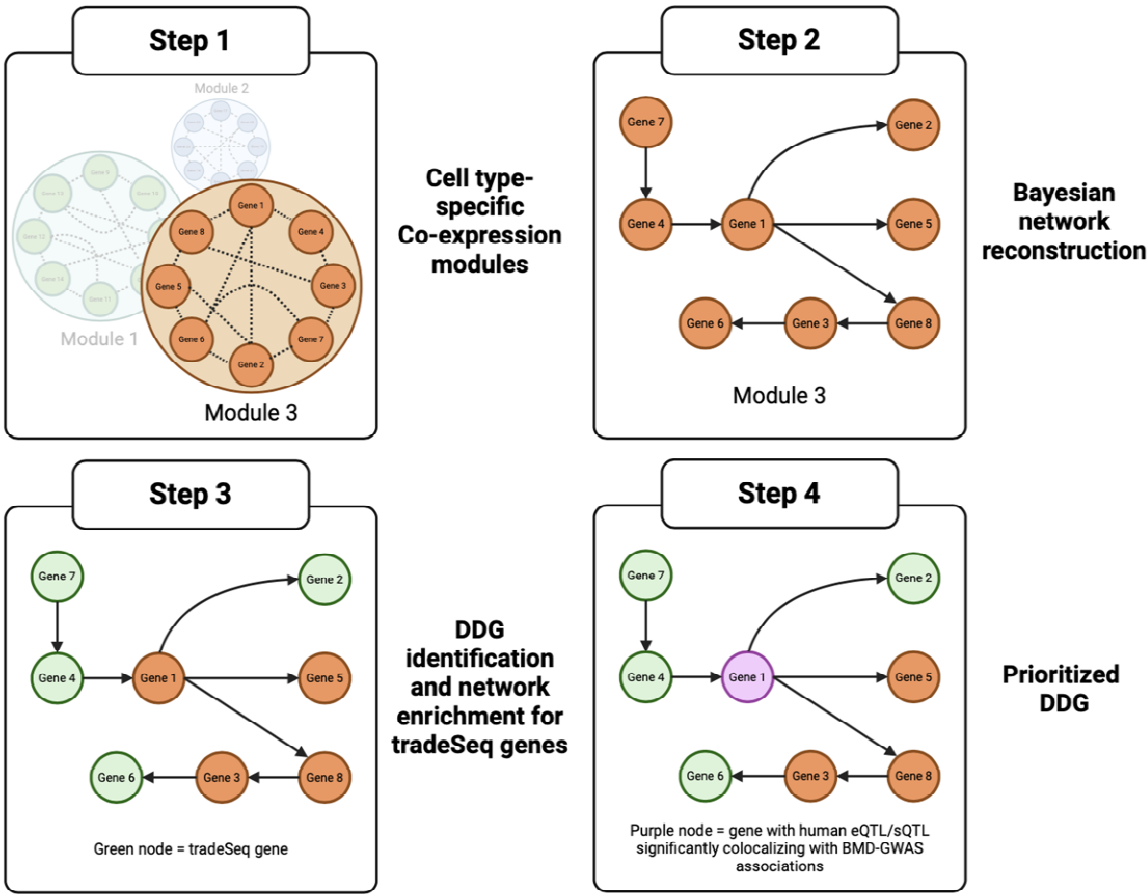 Step 1
Module 2
Module 1
Gene 1
Gene 8
Gene 4
Gene 5
Gene 3
Gene 6
Gene 7
Gene 2
Module 3
Cell type-
specific
Co-expression
modules
Step 2
Gene 7
Gene 2
Gene 4
Gene 1
Gene 5
Gene 6
Gene 3
Gene 8
Module 3
Bayesian
network
reconstruction
Step 3
Gene 7
Gene 2
Gene 4
Gene 1
Gene 5
Gene 6
Gene 3
Gene 8
Green node = tradeSeq gene
DDG
identification
and network
enrichment for
tradeSeq genes
Step 4
Gene 7
Gene 2
Gene 4
Gene 1
Gene 5
Gene 6
Gene 3
Gene 8
Purple node = gene with human eQTL/sQTL
significantly colocalizing with BMD-GWAS
associations
Prioritized
DDG